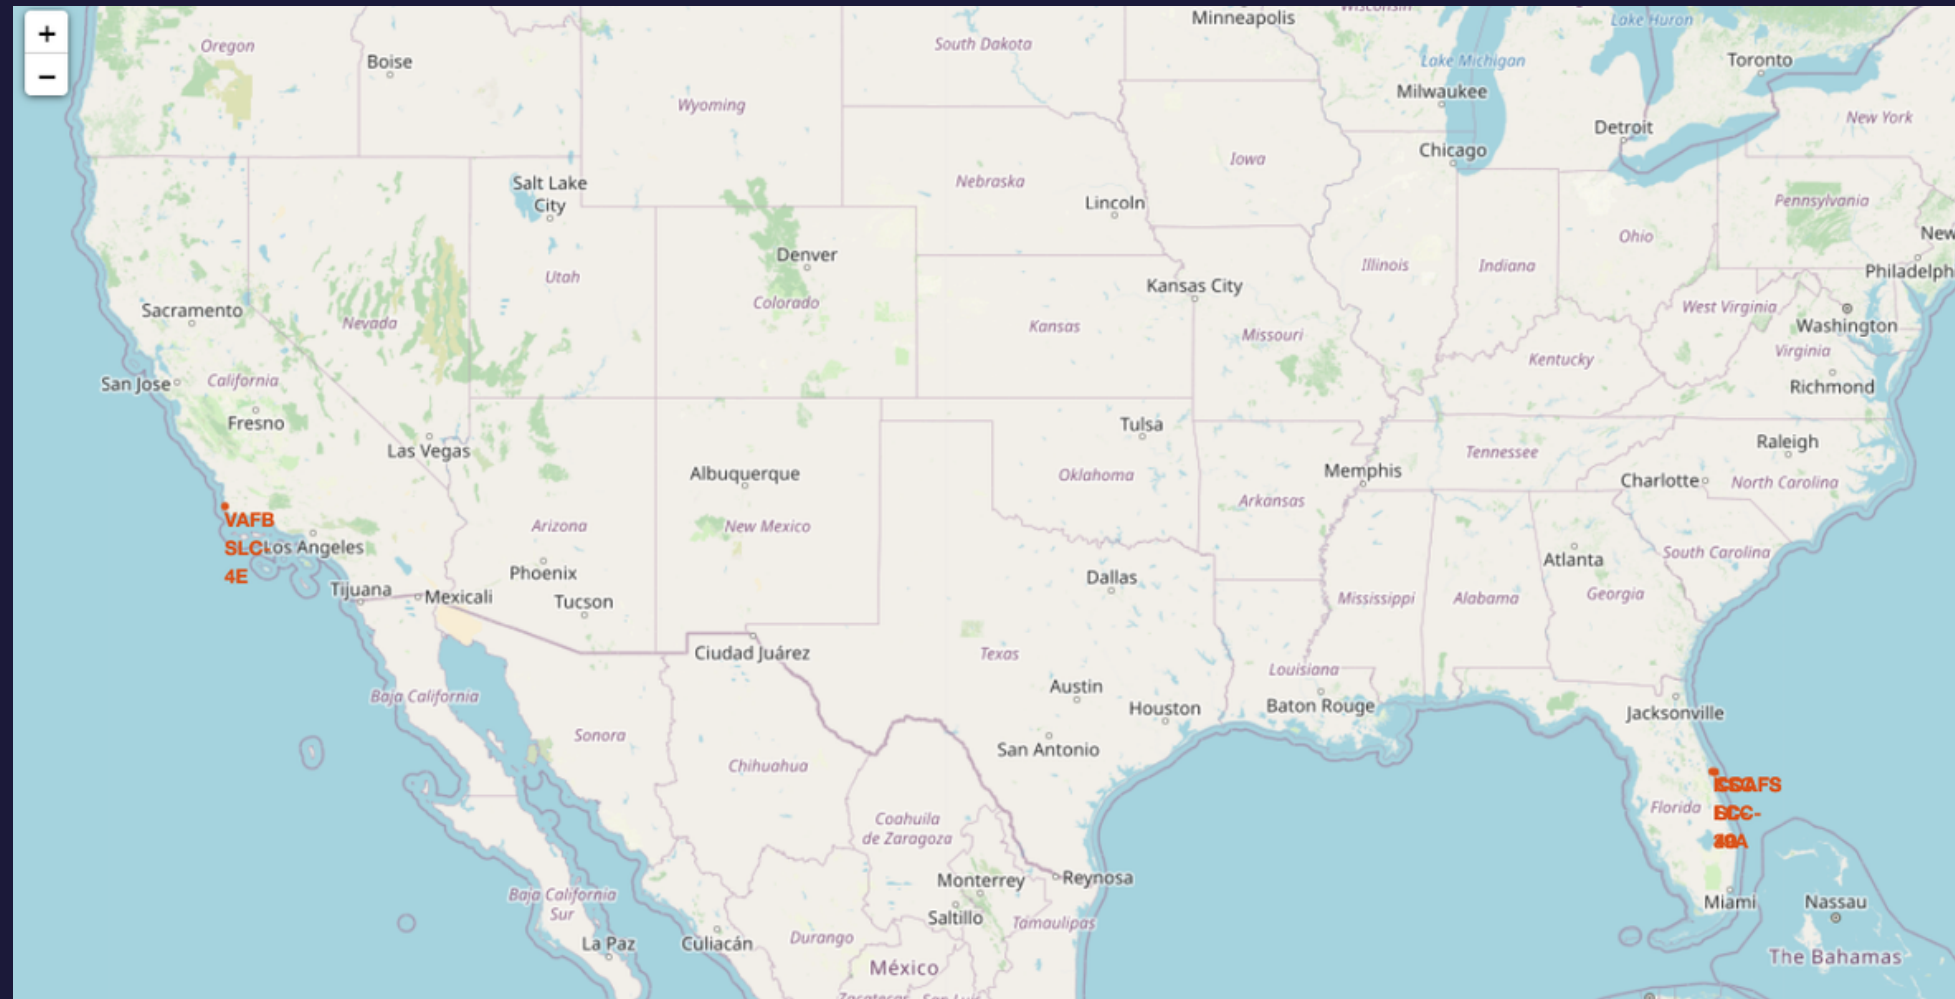 +
−
Oregon
Boise
South Dakota
Minneapolis
Wisconsin
Lake Huron
Toronto
Wyoming
Lake Michigan
Milwaukee
Detroit
New York
Chicago
Iowa
Salt Lake
City
Nebraska
Lincoln
Pennsylvania
New
Ohio
Denver
Utah
Illinois
Indiana
Philadelph
Kansas City
Colorado
West Virginia
Sacramento
Nevada
Kansas
Missouri
Washington
Kentucky
Virginia
San Jose
California
Richmond
Fresno
Tulsa
Las Vegas
Raleigh
Tennessee
Albuquerque
Oklahoma
Memphis
Charlotte
North Carolina
Arkansas
VAFB
SLC-
4E
Los Angeles
Arizona
New Mexico
Atlanta
South Carolina
Phoenix
Dallas
Tijuana
Mexicali
Tucson
Mississippi
Alabama
Georgia
Ciudad Juárez
Texas
Louisiana
Baja California
Austin
Houston
Baton Rouge
Jacksonville
Sonora
San Antonio
Chihuahua
Florida
Coahuila
de Zaragoza
Monterrey
Reynosa
Baja California
Sur
Saltillo
Tamaulipas
Miami
Nassau
La Paz
Culiacán
Durango
México
The Bahamas
Zacatecas
San Luis